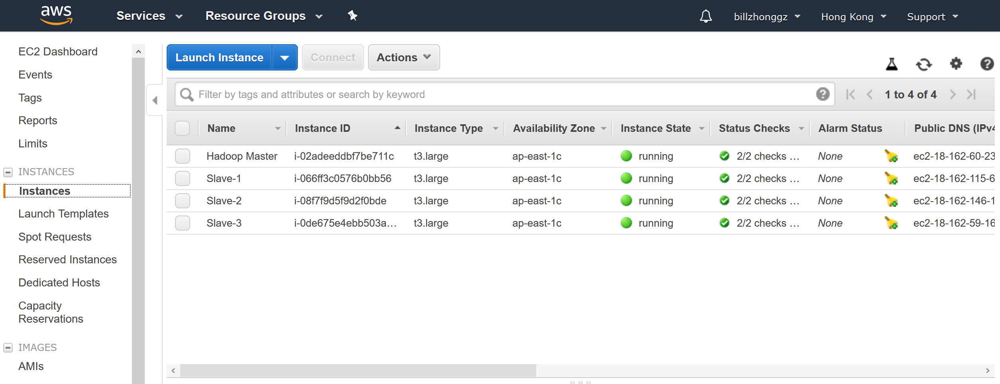 aws Services Resource Groups billzhonggz Hong Kong Support
EC2 Dashboard
Events
Tags
Reports
Limits
INSTANCES
Instances
Launch Templates
Spot Requests
Reserved Instances
Dedicated Hosts
Capacity
Reservations
IMAGES
AMIs
Launch Instance Connect Actions
Filter by tags and attributes or search by keyword 1 to 4 of 4
Name Instance ID Instance Type Availability Zone Instance State Status Checks Alarm Status Public DNS (IPv4
Hadoop Master i-02adeeddbf7be711c t3.large ap-east-1c running 2/2 checks … None ec2-18-162-60-23
Slave-1 i-066ff3c0576b0bb56 t3.large ap-east-1c running 2/2 checks … None ec2-18-162-115-6
Slave-2 i-08f7f9d5f9d2f0bde t3.large ap-east-1c running 2/2 checks … None ec2-18-162-146-1
Slave-3 i-0de675e4ebb503a… t3.large ap-east-1c running 2/2 checks … None ec2-18-162-59-16